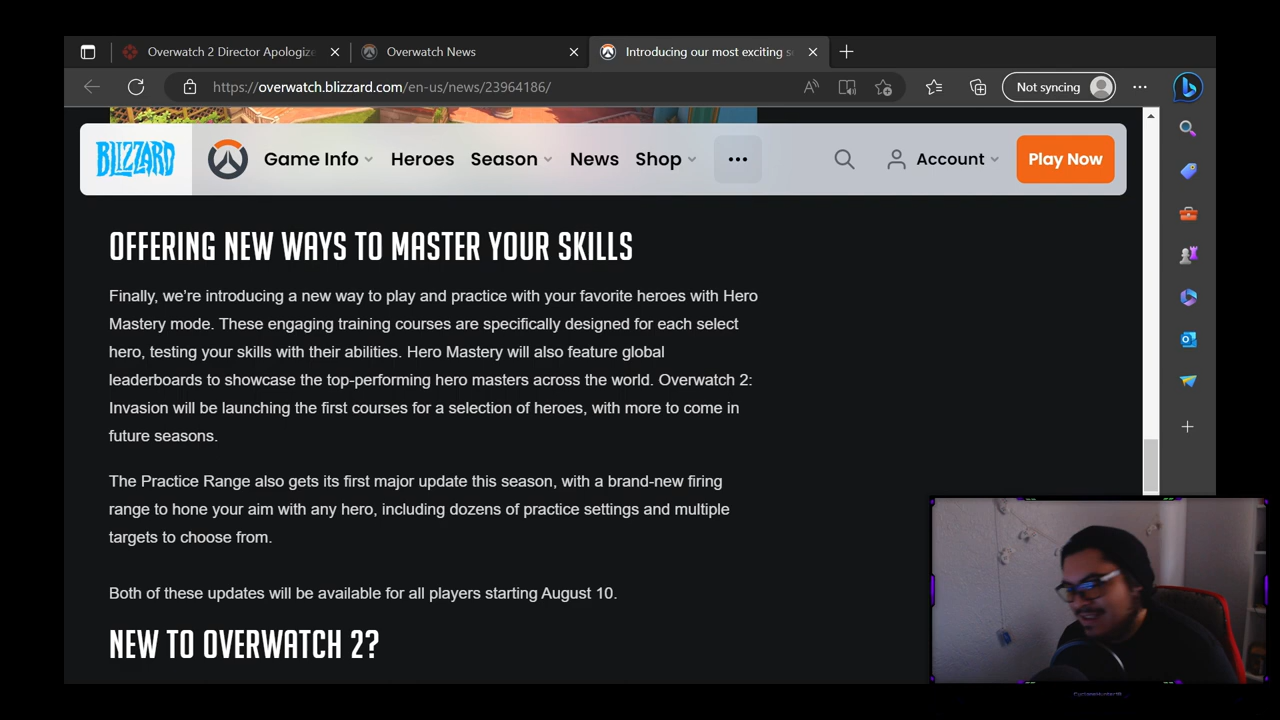 Overwatch 2 Director Apologize
Overwatch News
Introducing our most exciting s
https://overwatch.blizzard.com/en-us/news/23964186/
Not syncing
BLIZZARD
Game Info
Heroes
Season
News
Shop
Account
Play Now
OFFERING NEW WAYS TO MASTER YOUR SKILLS
Finally, we're introducing a new way to play and practice with your favorite heroes with Hero
Mastery mode. These engaging training courses are specifically designed for each select
hero, testing your skills with their abilities. Hero Mastery will also feature global
leaderboards to showcase the top-performing hero masters across the world. Overwatch 2:
Invasion will be launching the first courses for a selection of heroes, with more to come in
future seasons.
The Practice Range also gets its first major update this season, with a brand-new firing
range to hone your aim with any hero, including dozens of practice settings and multiple
targets to choose from.
Both of these updates will be available for all players starting August 10.
NEW TO OVERWATCH 2?